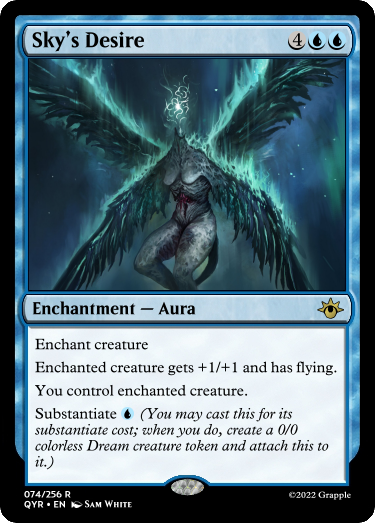 Sky's Desire 4
Enchantment — Aura
Enchant creature
Enchanted creature gets +1/+1 and has flying.
You control enchanted creature.
Substantiate (You may cast this for its
substantiate cost; when you do, create a 0/0
colorless Dream creature token and attach this to
it.)
074/256 R
QYR • EN Sam White
©2022 Grapple